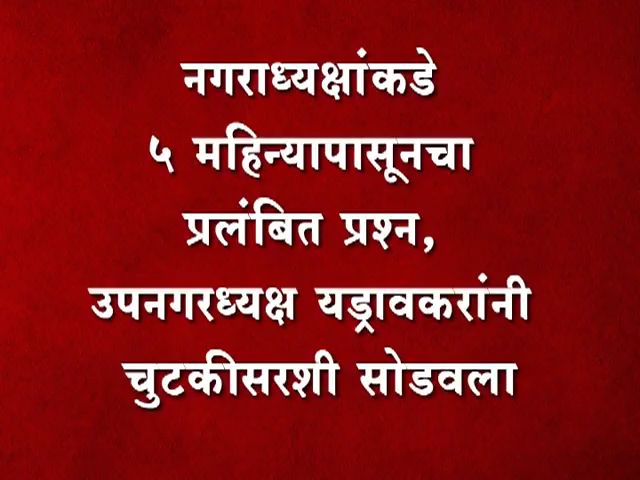 नगराध्यक्षांकडे
५ महिन्यापासूनचा
प्रलंबित प्रश्न,
उपनगरध्यक्ष यड्रावकरांनी
चुटकीसरशी सोडवला